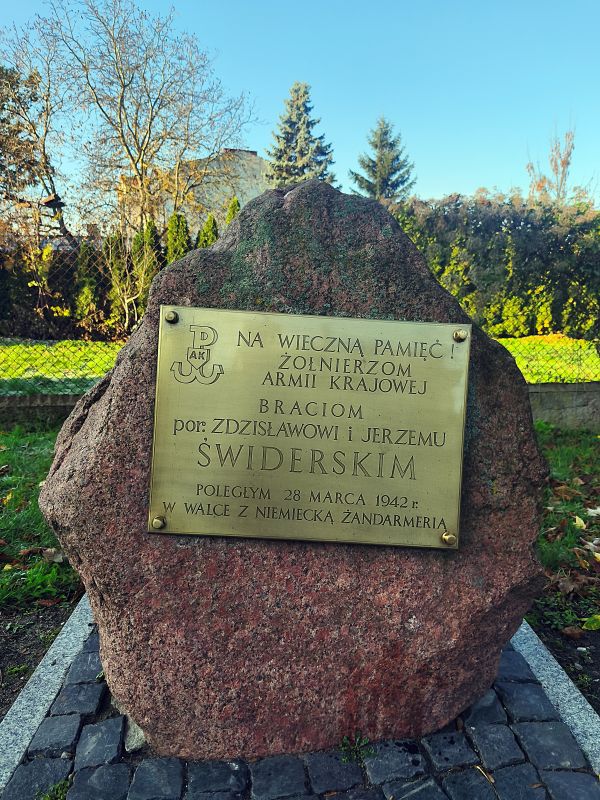 AK
NA WIECZNĄ PAMIĘĆ !
ŻOŁNIERZOM
ARMII KRAJOWEJ
BRACIOM
por. ZDZISŁAWOWI i JERZEMU
ŚWIDERSKIM
POLEGŁYM 28 MARCA 1942 r.
W WALCE Z NIEMIECKĄ ŻANDARMERIĄ